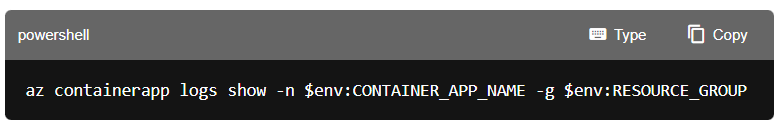 powershell Type Copy
az containerapp logs show -n $env:CONTAINER_APP_NAME -g $env:RESOURCE_GROUP